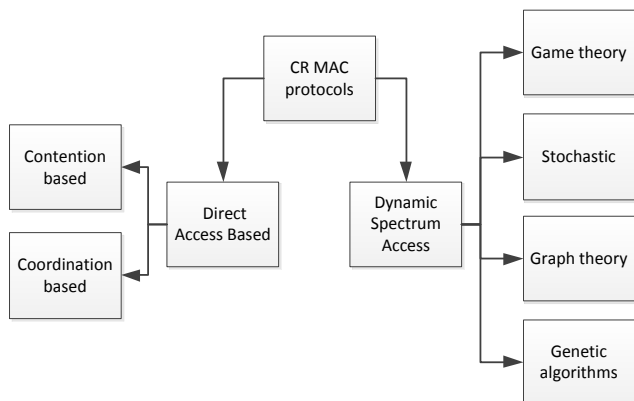 CR MAC
protocols
Game theory
Stochastic
Graph theory
Genetic
algorithms
Contention
based
Coordination
based
Direct
Access Based
Dynamic
Spectrum
Access